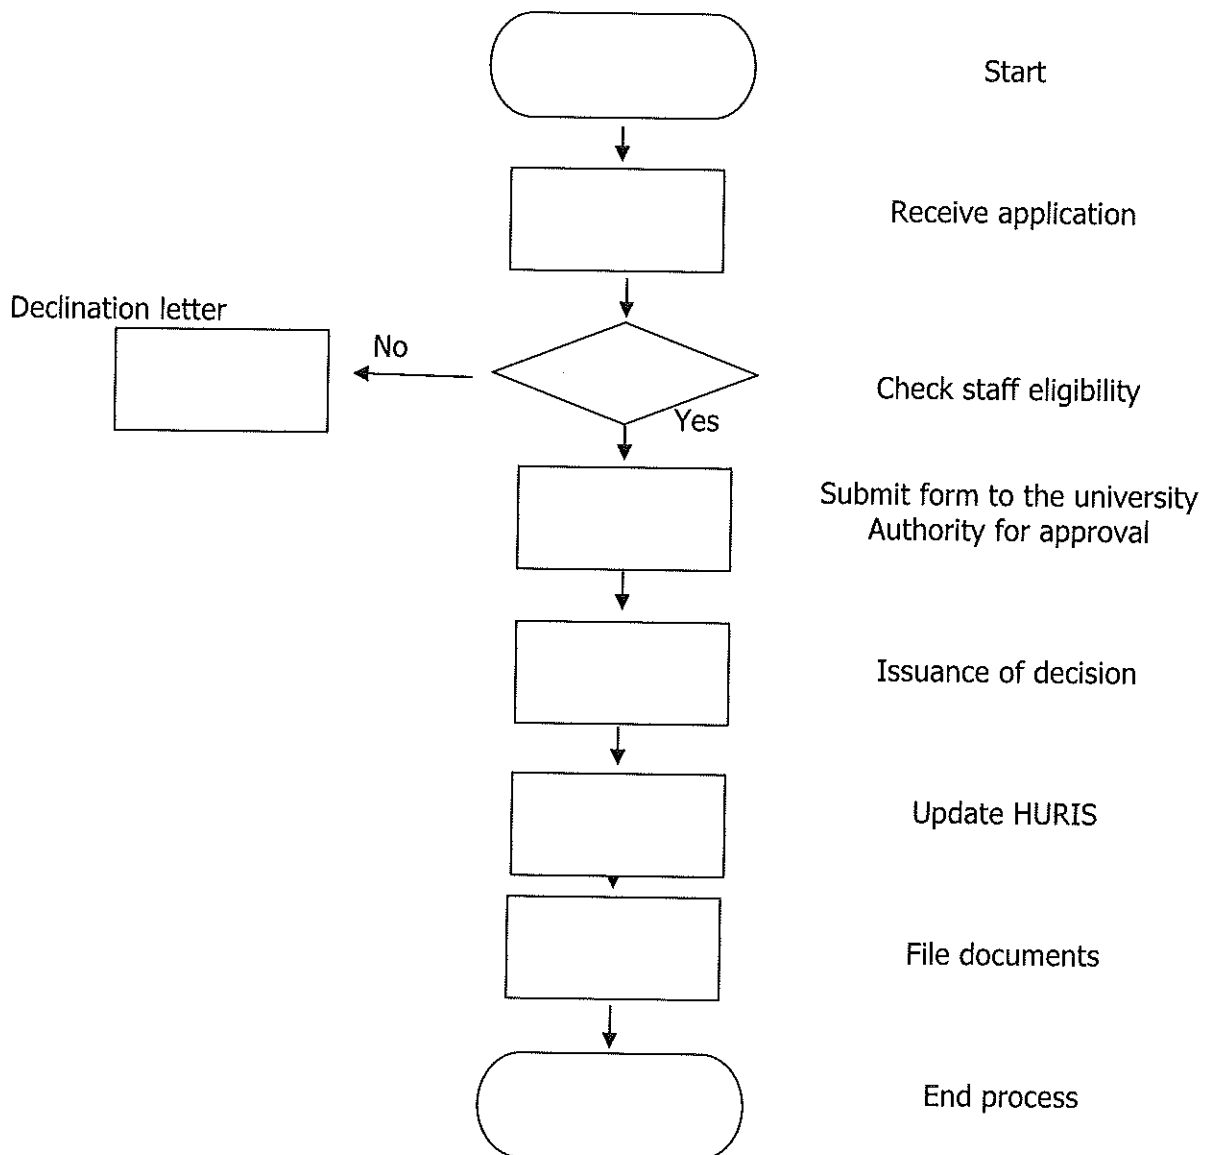 Start
Receive application
Declination letter
No
Check staff eligibility
Yes
Submit form to the university
Authority for approval
Issuance of decision
Update HURIS
File documents
End process